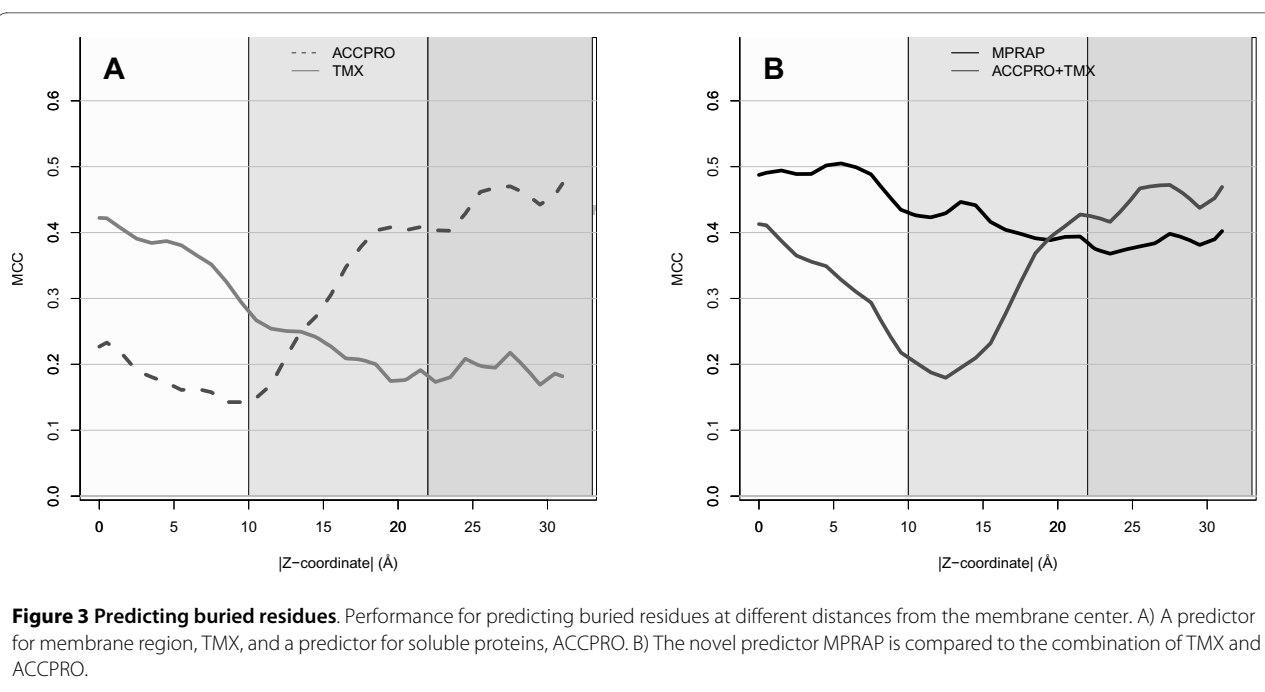 A
ACCPRO
TMX
MCC
0.6
0.5
0.4
0.3
0.2
0.1
0.0
0 5 10 15 20 25 30
|Z−coordinate| (Å)
B
MPRAP
ACCPRO+TMX
MCC
0.6
0.5
0.4
0.3
0.2
0.1
0.0
0 5 10 15 20 25 30
|Z−coordinate| (Å)
Figure 3 Predicting buried residues. Performance for predicting buried residues at different distances from the membrane center. A) A predictor
for membrane region, TMX, and a predictor for soluble proteins, ACCPRO. B) The novel predictor MPRAP is compared to the combination of TMX and
ACCPRO.